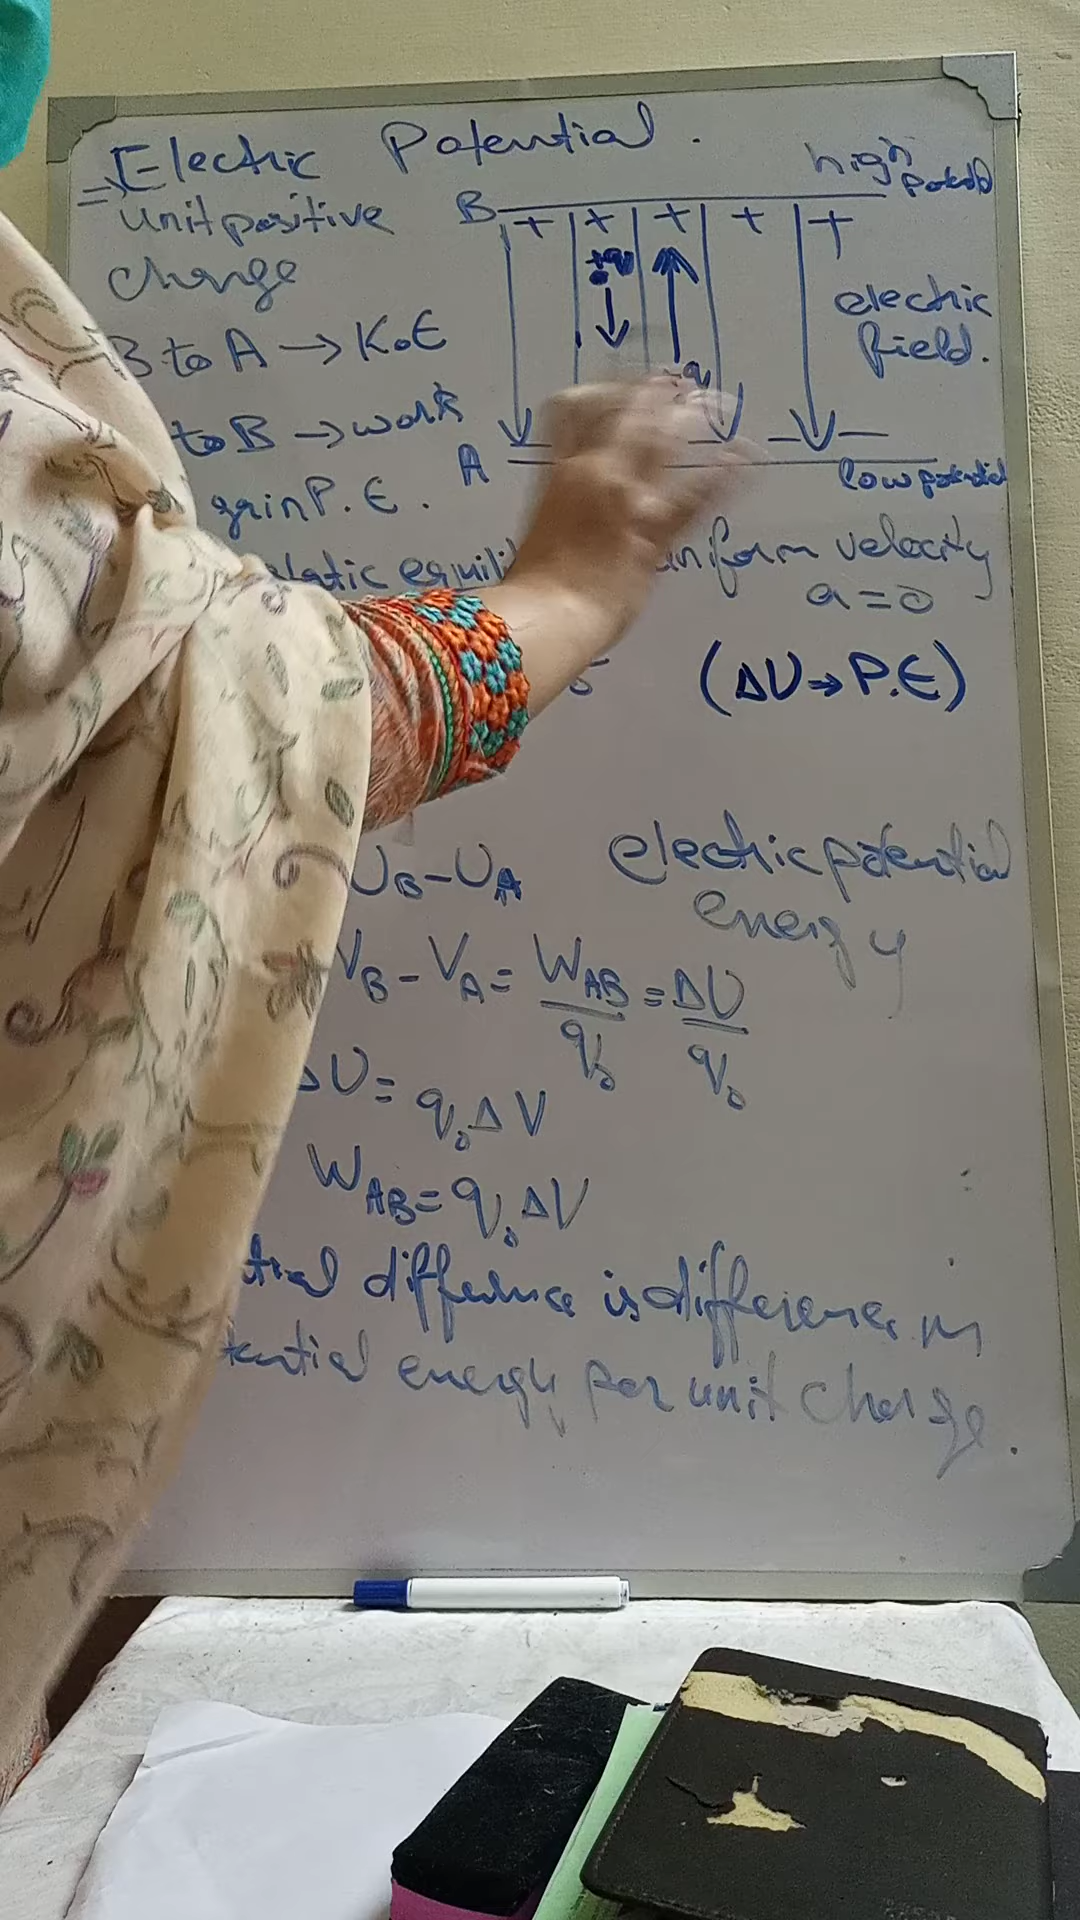 ⇒ Electric Potential.
unit positive
charge
B to A → K.E
to B → work
gain P.E.
uniform velocity
a = 0
(ΔU → P.E)
high potential
B
+ + + + +
+q
electric
field.
A
low potential
UB - UA
electric potential
energy
VB - VA = WAB/q₀ = ΔU/q₀
ΔU = q₀ΔV
WAB = q₀ΔV
difference is difference in
energy per unit charge.